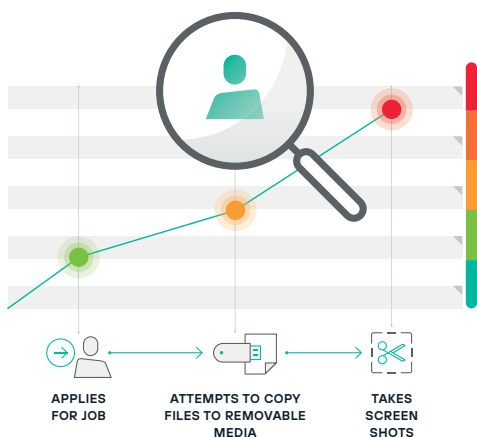 APPLIES
FOR JOB
ATTEMPTS TO COPY
FILES TO REMOVABLE
MEDIA
TAKES
SCREEN
SHOTS